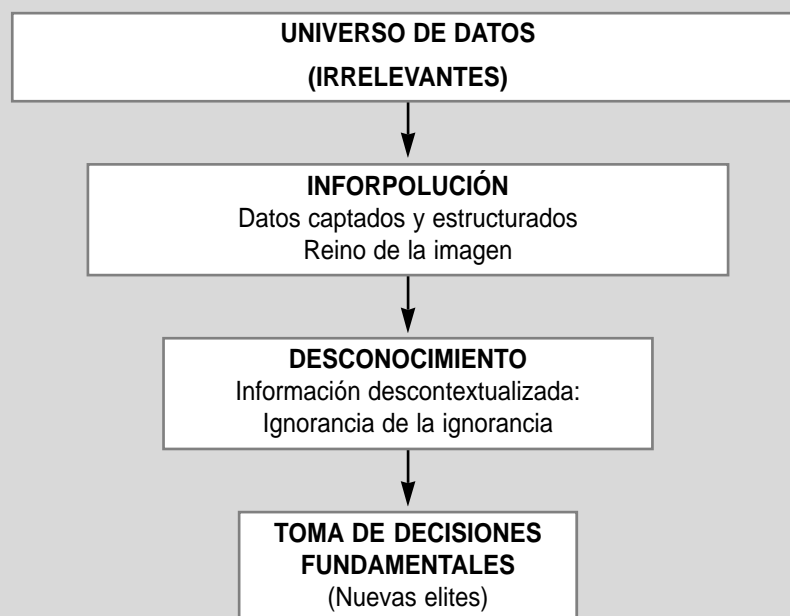 UNIVERSO DE DATOS
(IRRELEVANTES)
INFORPOLUCIÓN
Datos captados y estructurados
Reino de la imagen
DESCONOCIMIENTO
Información descontextualizada:
Ignorancia de la ignorancia
TOMA DE DECISIONES
FUNDAMENTALES
(Nuevas elites)